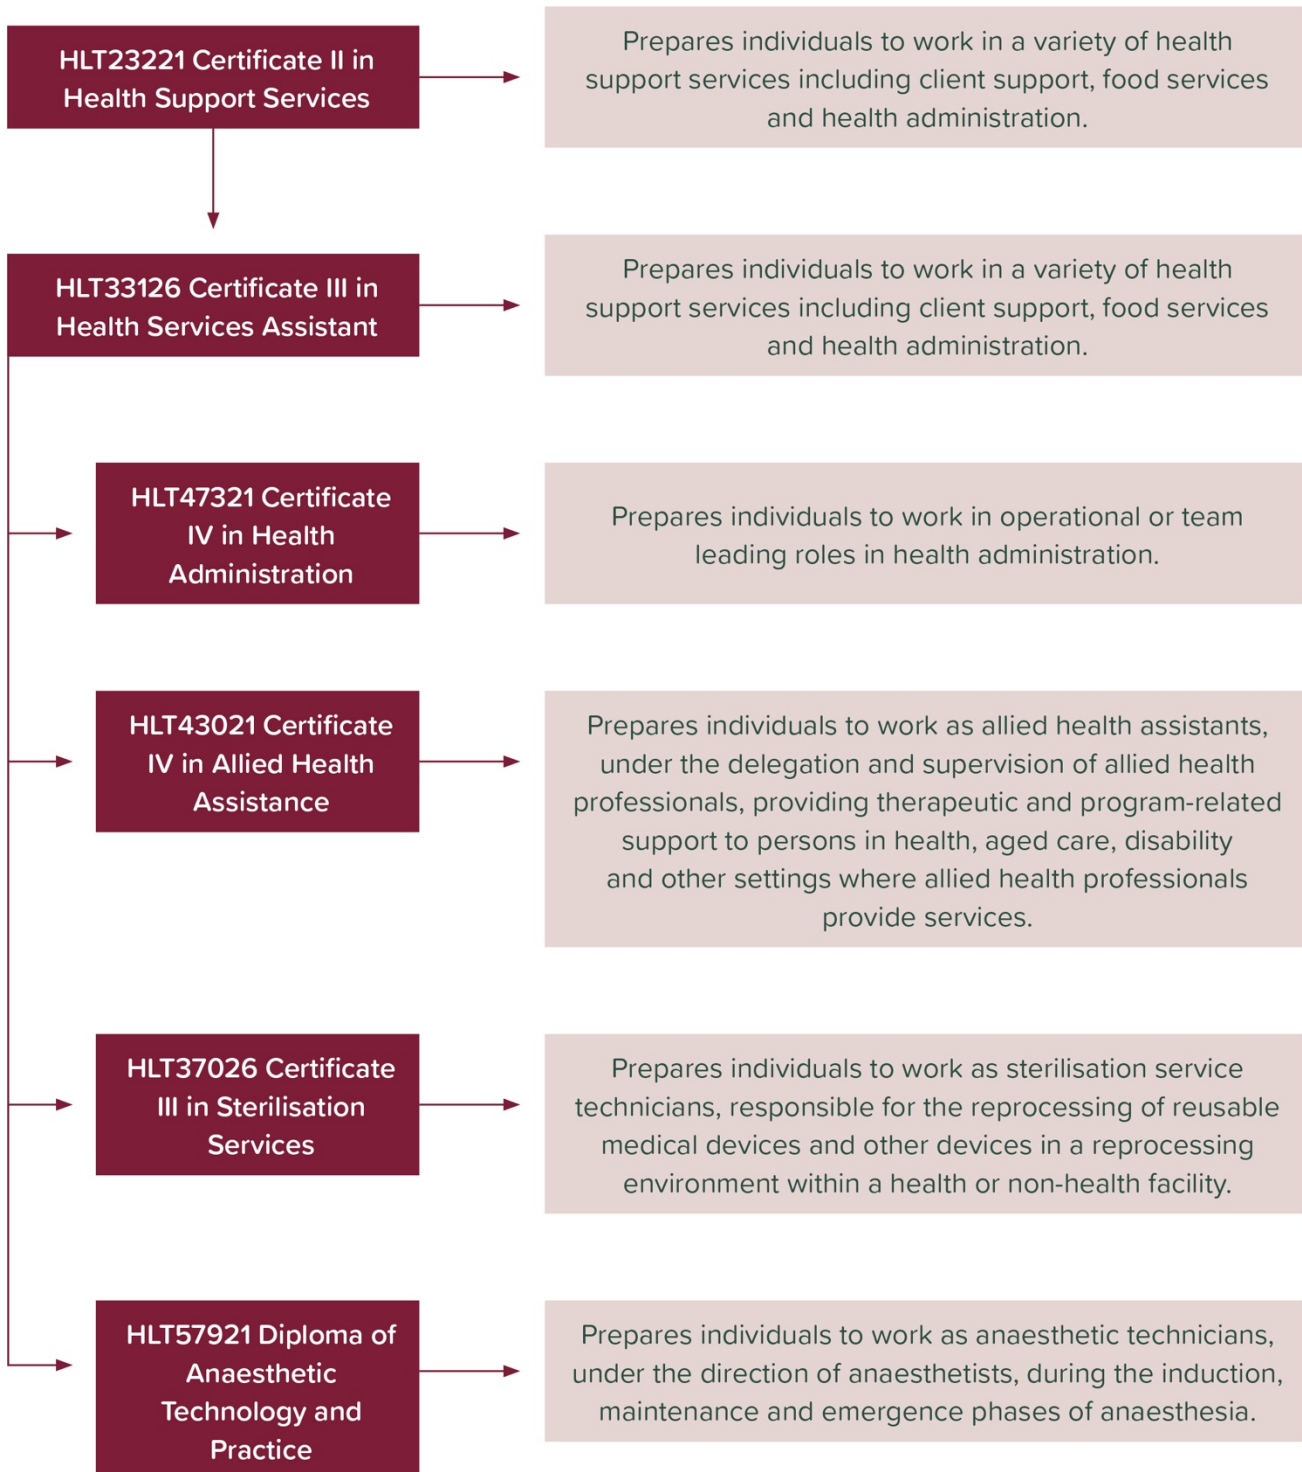 HLT23221 Certificate II in
Health Support Services
Prepares individuals to work in a variety of health
support services including client support, food services
and health administration.
HLT33126 Certificate III in
Health Services Assistant
Prepares individuals to work in a variety of health
support services including client support, food services
and health administration.
HLT47321 Certificate
IV in Health
Administration
Prepares individuals to work in operational or team
leading roles in health administration.
HLT43021 Certificate
IV in Allied Health
Assistance
Prepares individuals to work as allied health assistants,
under the delegation and supervision of allied health
professionals, providing therapeutic and program-related
support to persons in health, aged care, disability
and other settings where allied health professionals
provide services.
HLT37026 Certificate
III in Sterilisation
Services
Prepares individuals to work as sterilisation service
technicians, responsible for the reprocessing of reusable
medical devices and other devices in a reprocessing
environment within a health or non-health facility.
HLT57921 Diploma of
Anaesthetic
Technology and
Practice
Prepares individuals to work as anaesthetic technicians,
under the direction of anaesthetists, during the induction,
maintenance and emergence phases of anaesthesia.